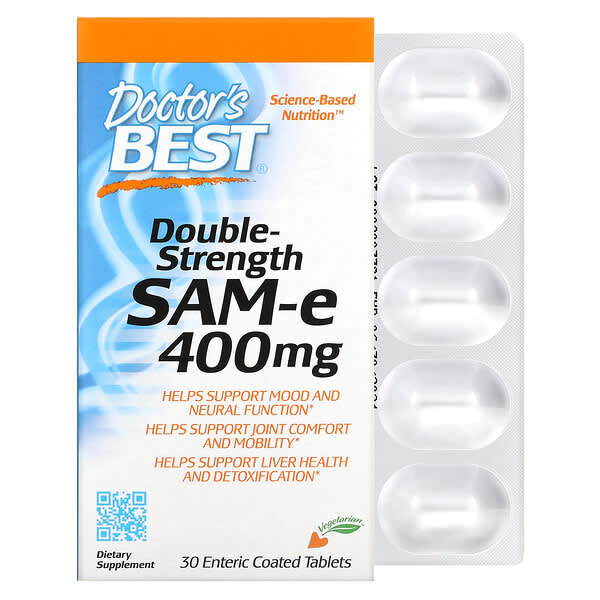 Doctor's
BEST®
Science-Based
Nutrition™
Double-
Strength
SAM-e
400mg
HELPS SUPPORT MOOD AND
NEURAL FUNCTION*
HELPS SUPPORT JOINT COMFORT
AND MOBILITY*
HELPS SUPPORT LIVER HEALTH
AND DETOXIFICATION*
Vegetarian
Dietary
Supplement
30 Enteric Coated Tablets